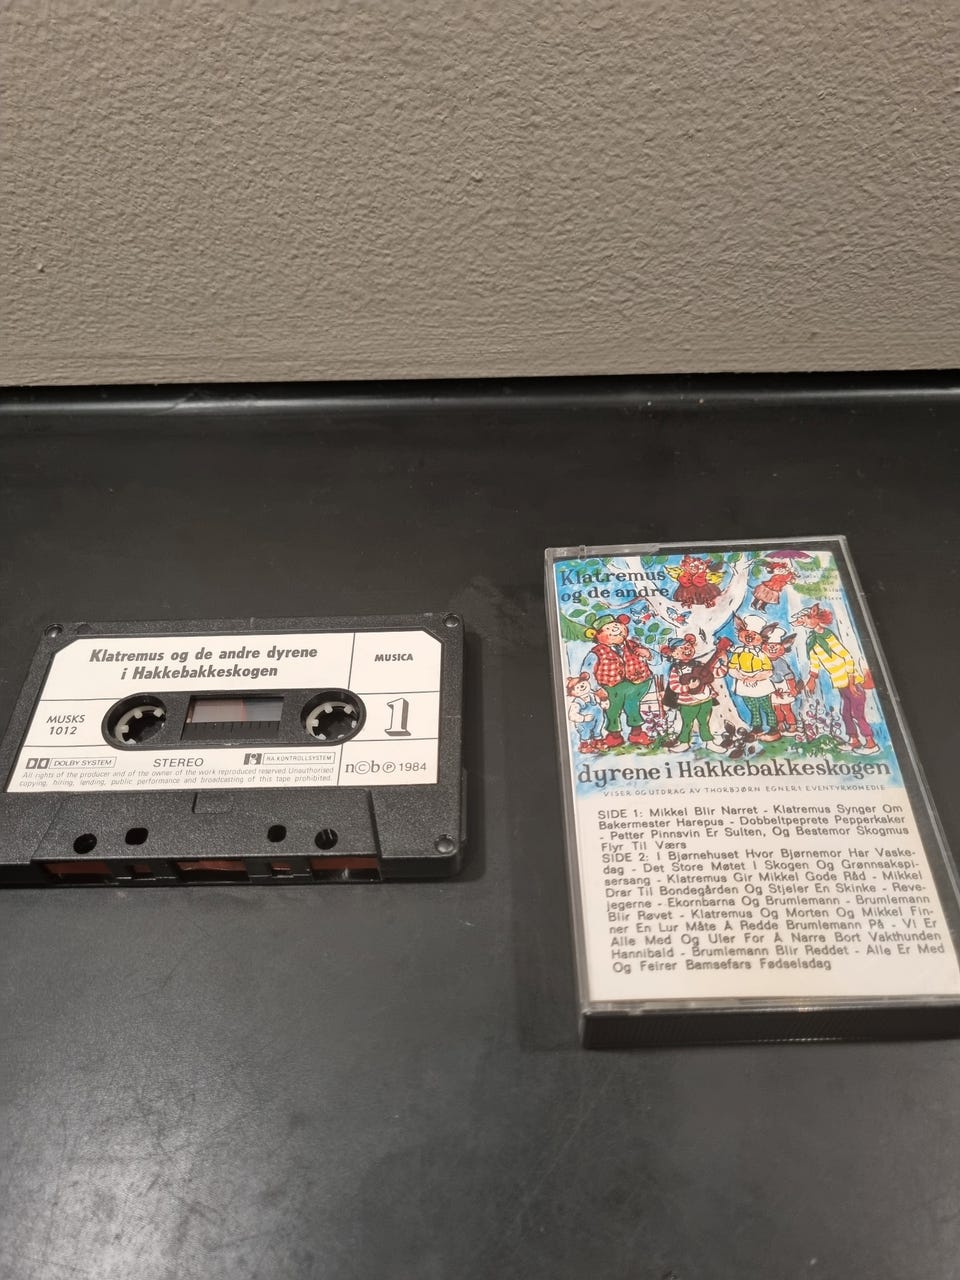 Klatremus og de andre dyrene
i Hakkebakkeskogen
MUSICA
MUSKS
1012
1
DOLBY SYSTEM
STEREO
HA-KONTROLLSYSTEM
n©b ℗ 1984
All rights of the producer and of the owner of the work reproduced reserved Unauthorised
copying, hiring, lending, public performance and broadcasting of this tape prohibited.
Klatremus
og de andre
dyrene i Hakkebakkeskogen
VISER OG UTDRAG AV THORBJØRN EGNERS EVENTYRKOMEDIE
SIDE 1: Mikkel Blir Narret - Klatremus Synger Om
Bakermester Harepus - Dobbeltpeprete Pepperkaker
- Petter Pinnsvin Er Sulten, Og Bestemor Skogmus
Flyr Til Værs
SIDE 2: I Bjørnehuset Hvor Bjørnemor Har Vaske-
dag - Det Store Møtet I Skogen Og Grønnsakspi-
sersang - Klatremus Gir Mikkel Gode Råd - Mikkel
Drar Til Bondegården Og Stjeler En Skinke - Reve-
jegerne - Ekornbarna Og Brumlemann - Brumlemann
Blir Røvet - Klatremus Og Morten Og Mikkel Fin-
ner En Lur Måte Å Redde Brumlemann På - Vi Er
Alle Med Og Uler For Å Narre Bort Vakthunden
Hannibald - Brumlemann Blir Reddet - Alle Er Med
Og Feirer Bamsefars Fødselsdag